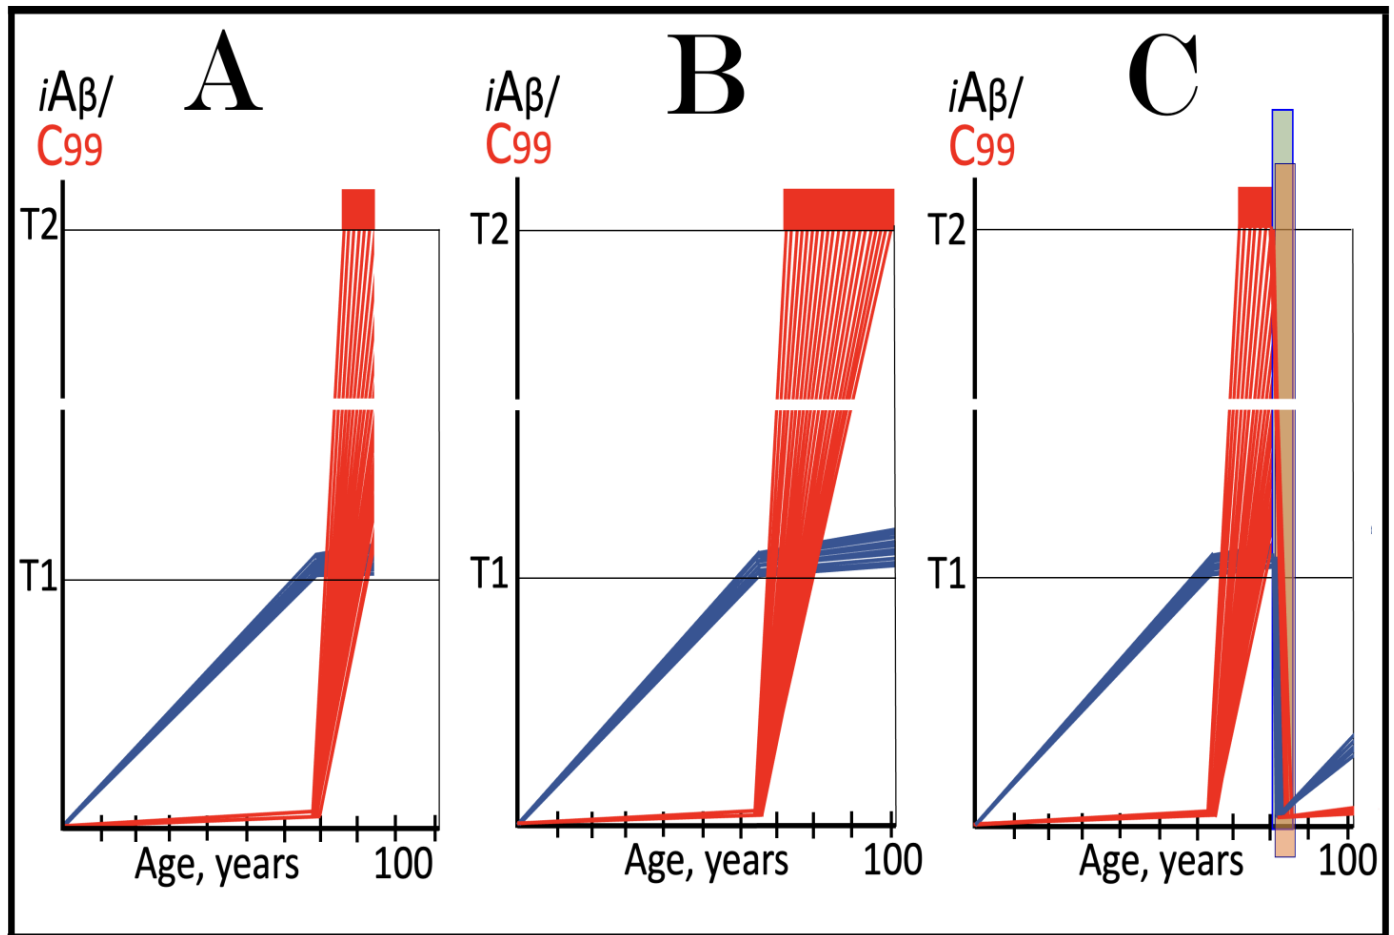 A
iAβ/
C99
T2
T1
Age, years 100
B
iAβ/
C99
T2
T1
Age, years 100
C
iAβ/
C99
T2
T1
Age, years 100